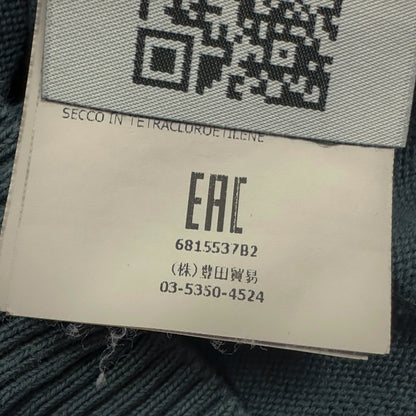 SECCO IN TETRACLOROETILENE
EAC
6815537B2
(株)豊田貿易
03-5350-4524